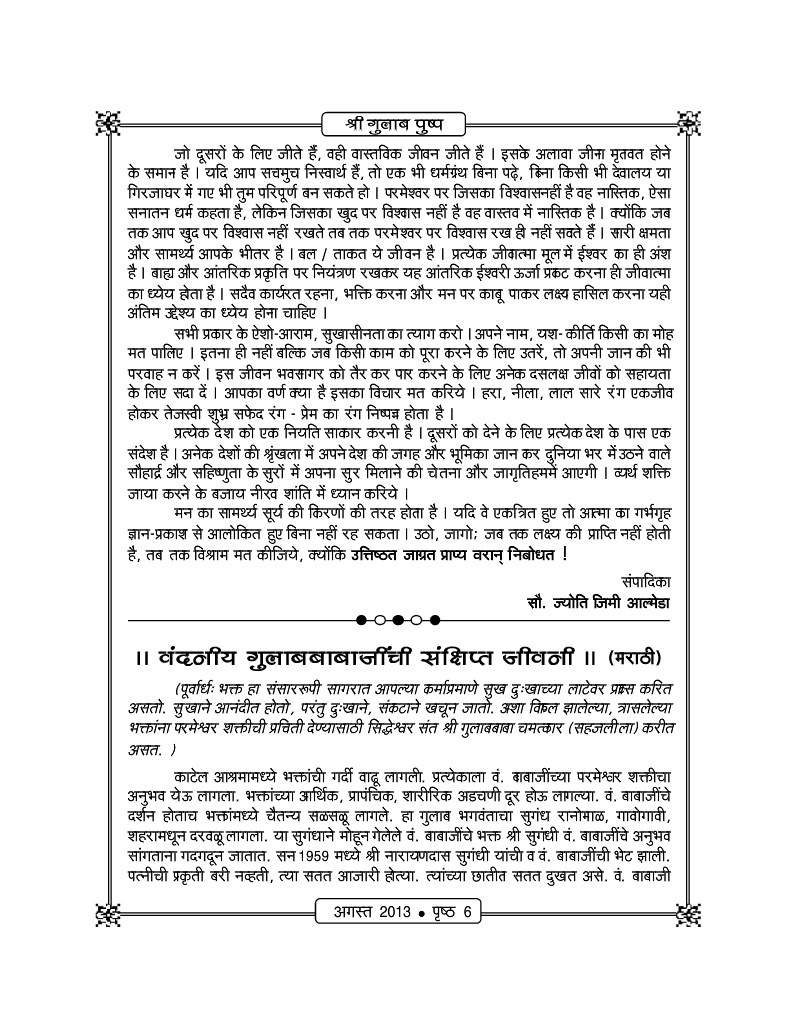 श्री गुलाब पुष्प
जो दूसरों के लिए जीते हैं, वही वास्तविक जीवन जीते हैं । इसके अलावा जीना मृतवत होने
के समान है । यदि आप सचमुच निस्वार्थ हैं, तो एक भी धर्मग्रंथ बिना पढ़े, बिना किसी भी देवालय या
गिरजाघर में गए भी तुम परिपूर्ण बन सकते हो । परमेश्वर पर जिसका विश्वासनहीं है वह नास्तिक, ऐसा
सनातन धर्म कहता है, लेकिन जिसका खुद पर विश्वास नहीं है वह वास्तव में नास्तिक है । क्योंकि जब
तक आप खुद पर विश्वास नहीं रखते तब तक परमेश्वर पर विश्वास रख ही नहीं सकते हैं । सारी क्षमता
और सामर्थ्य आपके भीतर है । बल / ताकत ये जीवन है । प्रत्येक जीवात्मा मूल में ईश्वर का ही अंश
है । बाह्य और आंतरिक प्रकृति पर नियंत्रण रखकर यह आंतरिक ईश्वरी ऊर्जा प्रकट करना ही जीवात्मा
का ध्येय होता है । सदैव कार्यरत रहना, भक्ति करना और मन पर काबू पाकर लक्ष्य हासिल करना यही
अंतिम उद्देश्य का ध्येय होना चाहिए ।
सभी प्रकार के ऐशो-आराम, सुखासीनता का त्याग करो । अपने नाम, यश- कीर्ति किसी का मोह
मत पालिए । इतना ही नहीं बल्कि जब किसी काम को पूरा करने के लिए उतरें, तो अपनी जान की भी
परवाह न करें । इस जीवन भवसागर को तैर कर पार करने के लिए अनेक दसलक्ष जीवों को सहायता
के लिए सदा दें । आपका वर्ण क्या है इसका विचार मत करिये । हरा, नीला, लाल सारे रंग एकजीव
होकर तेजस्वी शुभ्र सफेद रंग - प्रेम का रंग निष्पन्न होता है ।
प्रत्येक देश को एक नियति साकार करनी है । दूसरों को देने के लिए प्रत्येक देश के पास एक
संदेश है । अनेक देशों की श्रृंखला में अपने देश की जगह और भूमिका जान कर दुनिया भर में उठने वाले
सौहार्द्र और सहिष्णुता के सुरों में अपना सुर मिलाने की चेतना और जागृतिहममें आएगी । व्यर्थ शक्ति
जाया करने के बजाय नीरव शांति में ध्यान करिये ।
मन का सामर्थ्य सूर्य की किरणों की तरह होता है । यदि वे एकत्रित हुए तो आत्मा का गर्भगृह
ज्ञान-प्रकाश से आलोकित हुए बिना नहीं रह सकता । उठो, जागो; जब तक लक्ष्य की प्राप्ति नहीं होती
है, तब तक विश्राम मत कीजिये, क्योंकि उत्तिष्ठत जाग्रत प्राप्य वरान् निबोधत !
संपादिका
सौ. ज्योति जिमी आल्मेडा
।। वंदनीय गुलाबबाबाजींची संक्षिप्त जीवनी ।। (मराठी)
(पूर्वार्धः भक्त हा संसाररूपी सागरात आपल्या कर्माप्रमाणे सुख दुःखाच्या लाटेवर प्रवास करित
असतो. सुखाने आनंदीत होतो, परंतु दुःखाने, संकटाने खचून जातो. अशा विकल झालेल्या, त्रासलेल्या
भक्तांना परमेश्वर शक्तीची प्रचिती देण्यासाठी सिद्धेश्वर संत श्री गुलाबबाबा चमत्कार (सहजलीला) करीत
असत. )
काटेल आश्रमामध्ये भक्तांची गर्दी वाढू लागली. प्रत्येकाला वं. बाबाजींच्या परमेश्वर शक्तीचा
अनुभव येऊ लागला. भक्तांच्या आर्थिक, प्रापंचिक, शारीरिक अडचणी दूर होऊ लागल्या. वं. बाबाजींचे
दर्शन होताच भक्तांमध्ये चैतन्य सळसळू लागले. हा गुलाब भगवंताचा सुगंध रानोमाळ, गावोगावी,
शहरामधून दरवळू लागला. या सुगंधाने मोहून गेलेले वं. बाबाजींचे भक्त श्री सुगंधी वं. बाबाजींचे अनुभव
सांगताना गदगदून जातात. सन 1959 मध्ये श्री नारायणदास सुगंधी यांची व वं. बाबाजींची भेट झाली.
पत्नीची प्रकृती बरी नव्हती, त्या सतत आजारी होत्या. त्यांच्या छातीत सतत दुखत असे. वं. बाबाजी
अगस्त 2013 ● पृष्ठ 6